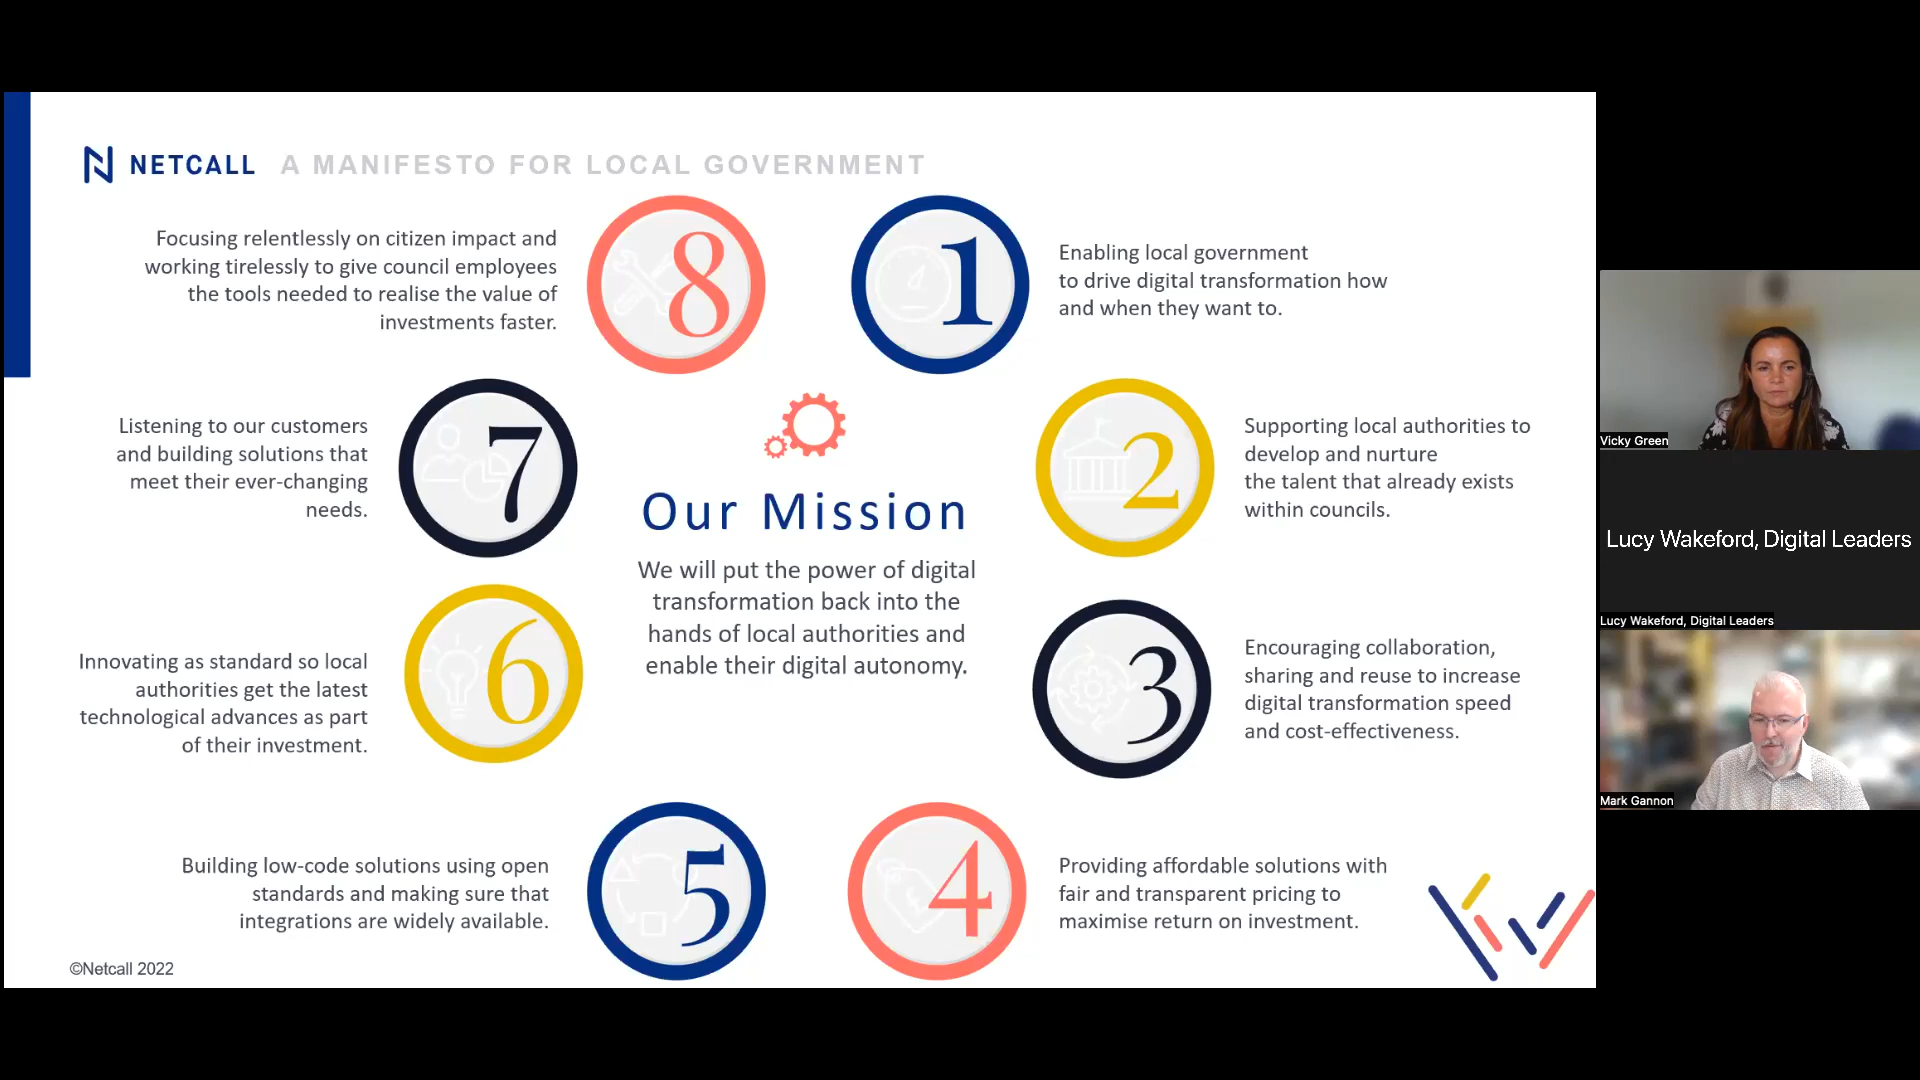 NETCALL A MANIFESTO FOR LOCAL GOVERNMENT
1
Enabling local government
to drive digital transformation how
and when they want to.
2
Supporting local authorities to
develop and nurture
the talent that already exists
within councils.
3
Encouraging collaboration,
sharing and reuse to increase
digital transformation speed
and cost-effectiveness.
4
Providing affordable solutions with
fair and transparent pricing to
maximise return on investment.
5
Building low-code solutions using open
standards and making sure that
integrations are widely available.
6
Innovating as standard so local
authorities get the latest
technological advances as part
of their investment.
7
Listening to our customers
and building solutions that
meet their ever-changing
needs.
8
Focusing relentlessly on citizen impact and
working tirelessly to give council employees
the tools needed to realise the value of
investments faster.
Our Mission
We will put the power of digital
transformation back into the
hands of local authorities and
enable their digital autonomy.
©Netcall 2022
Vicky Green
Lucy Wakeford, Digital Leaders
Lucy Wakeford, Digital Leaders
Mark Gannon